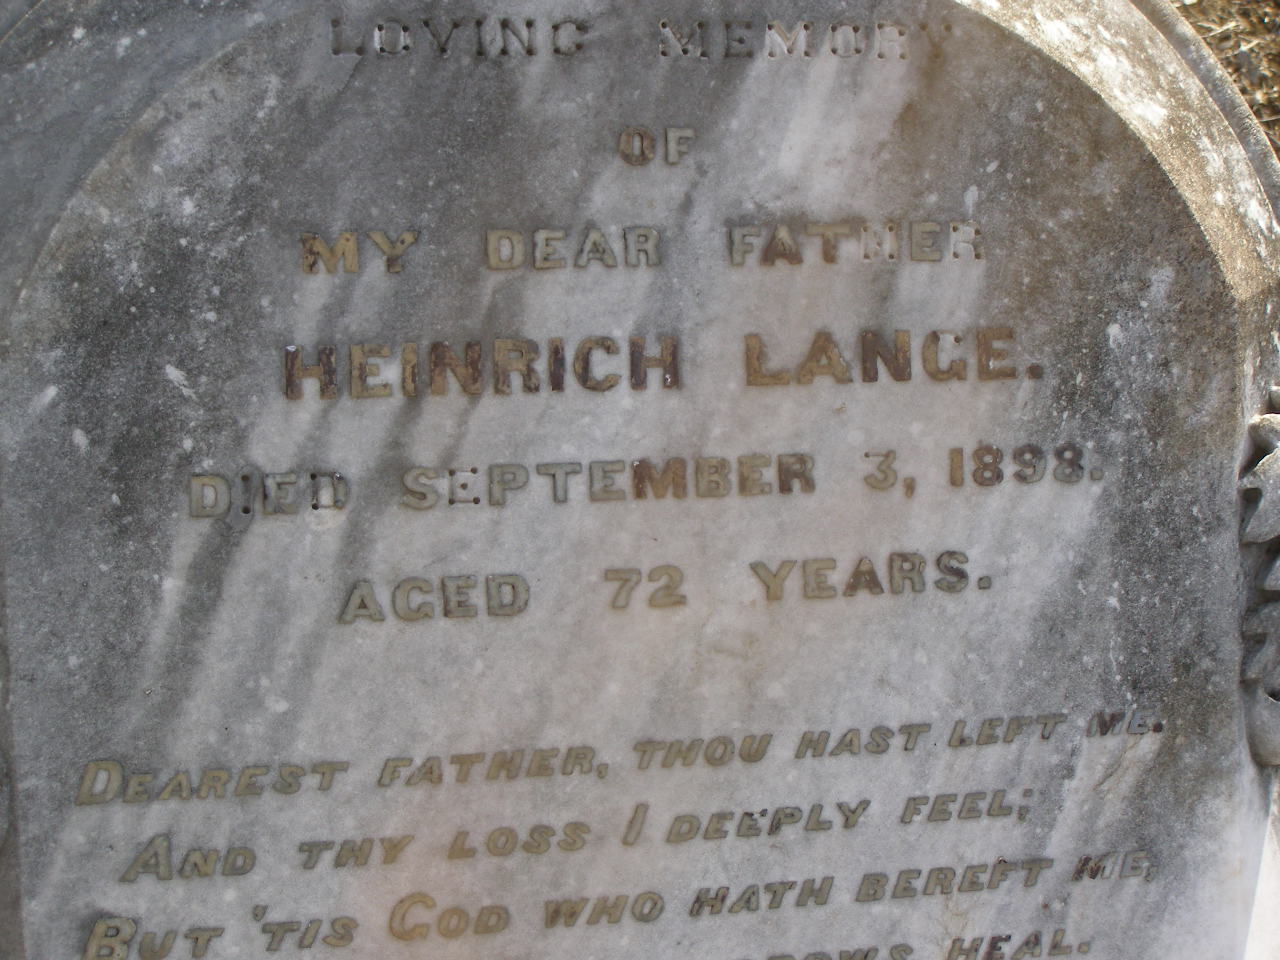 LOVING MEMORY
OF
MY DEAR FATHER
HEINRICH LANGE.
DIED SEPTEMBER 3, 1898.
AGED 72 YEARS.
DEAREST FATHER, THOU HAST LEFT ME.
AND THY LOSS I DEEPLY FEEL;
BUT 'TIS GOD WHO HATH BEREFT ME,
HEAL.